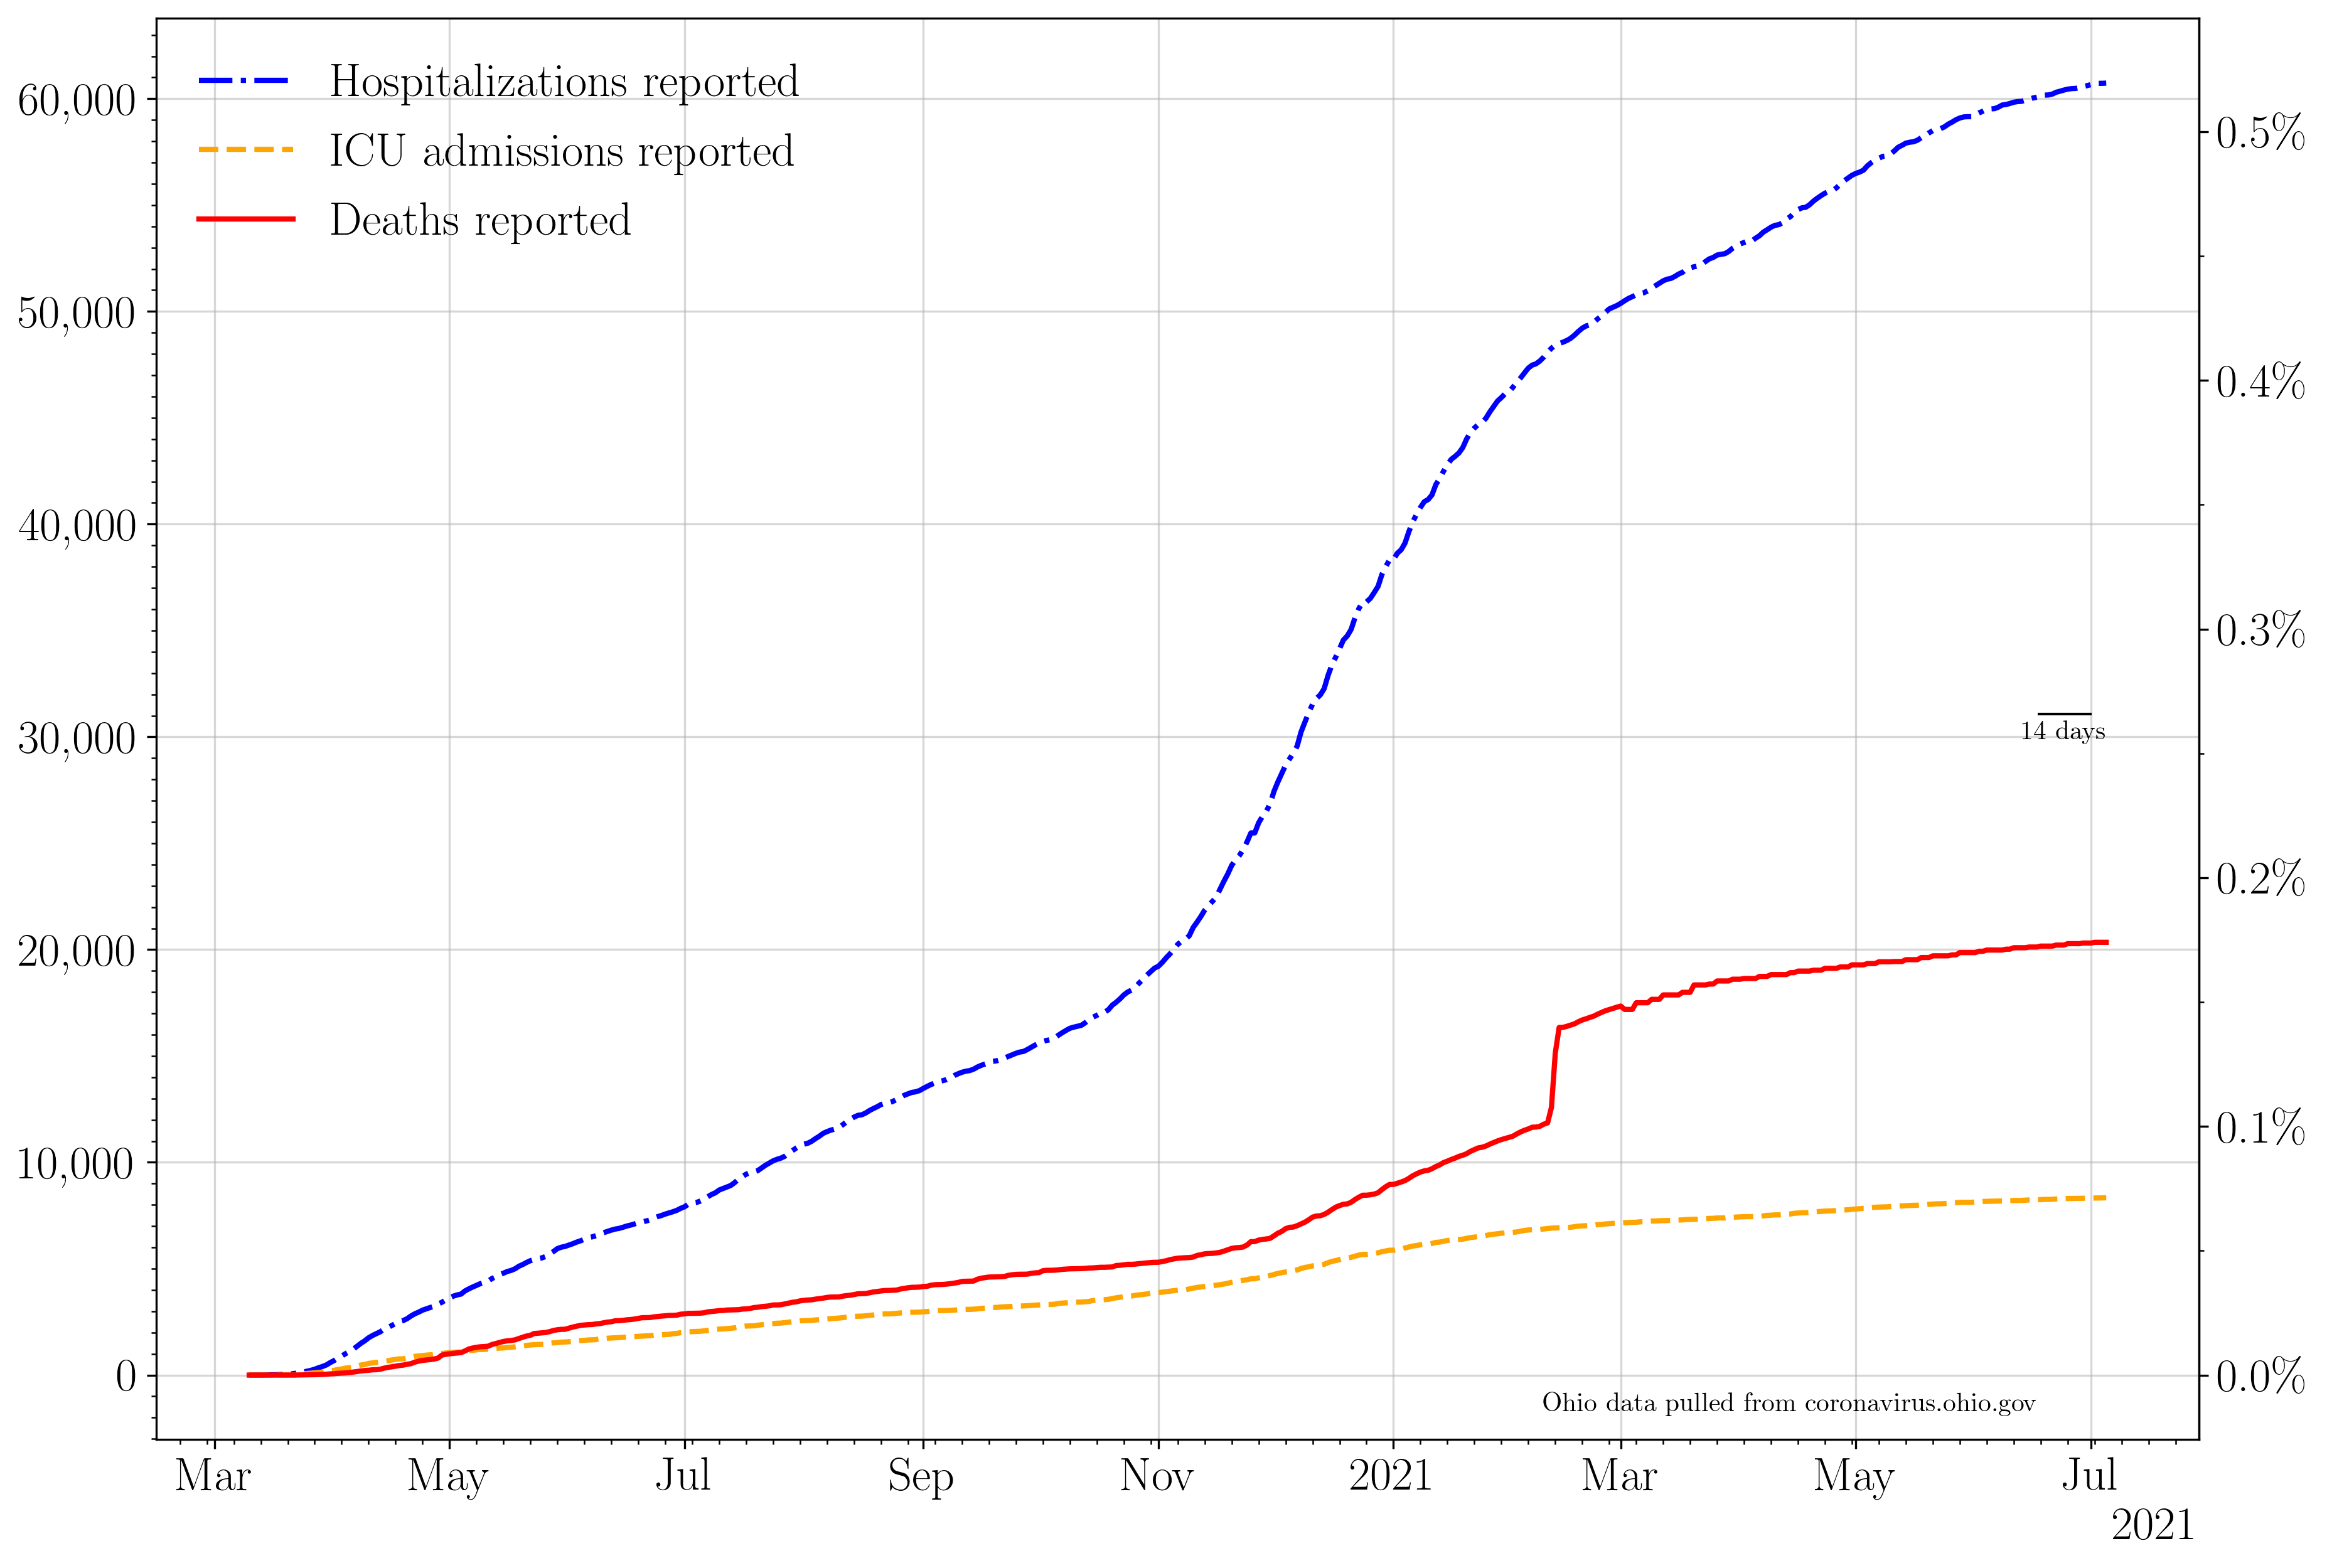 Hospitalizations reported
ICU admissions reported
Deaths reported
60,000
50,000
40,000
30,000
20,000
10,000
0
0.5%
0.4%
0.3%
0.2%
0.1%
0.0%
14 days
Ohio data pulled from coronavirus.ohio.gov
Mar May Jul Sep Nov 2021 Mar May Jul
2021